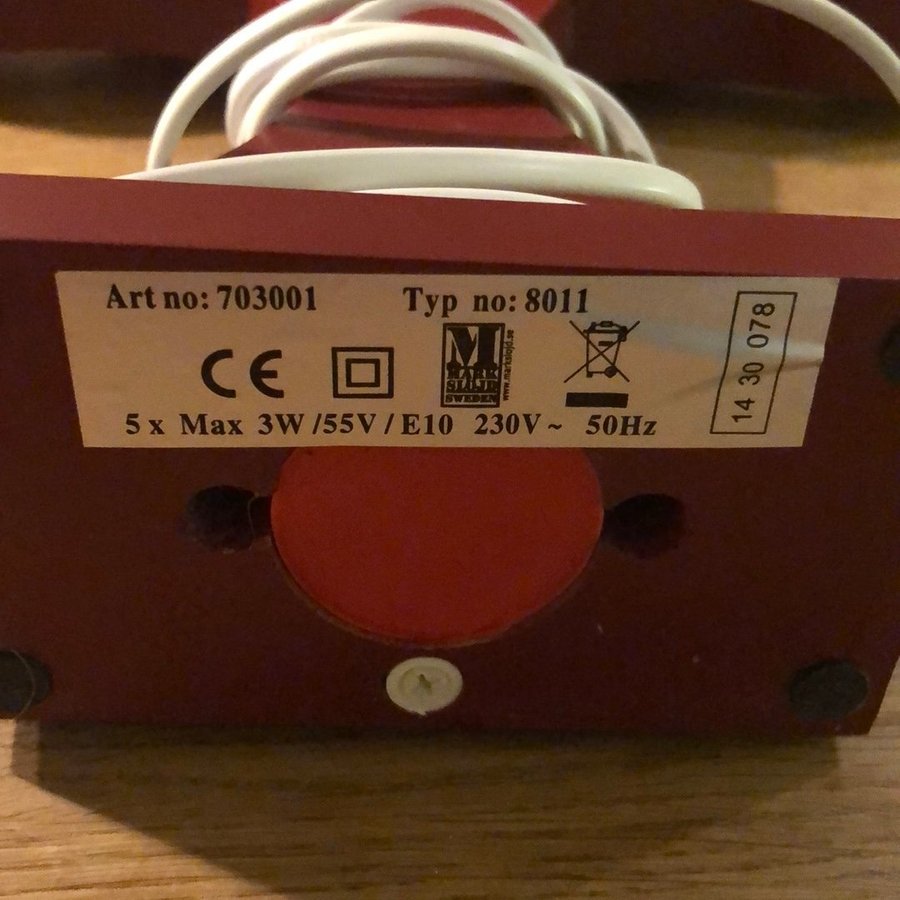 Art no: 703001 Typ no: 8011
CE
M
MARK
SLÖJD
SWEDEN
www.markslojd.se
5 x Max 3W /55V / E10 230V ~ 50Hz
14 30 078